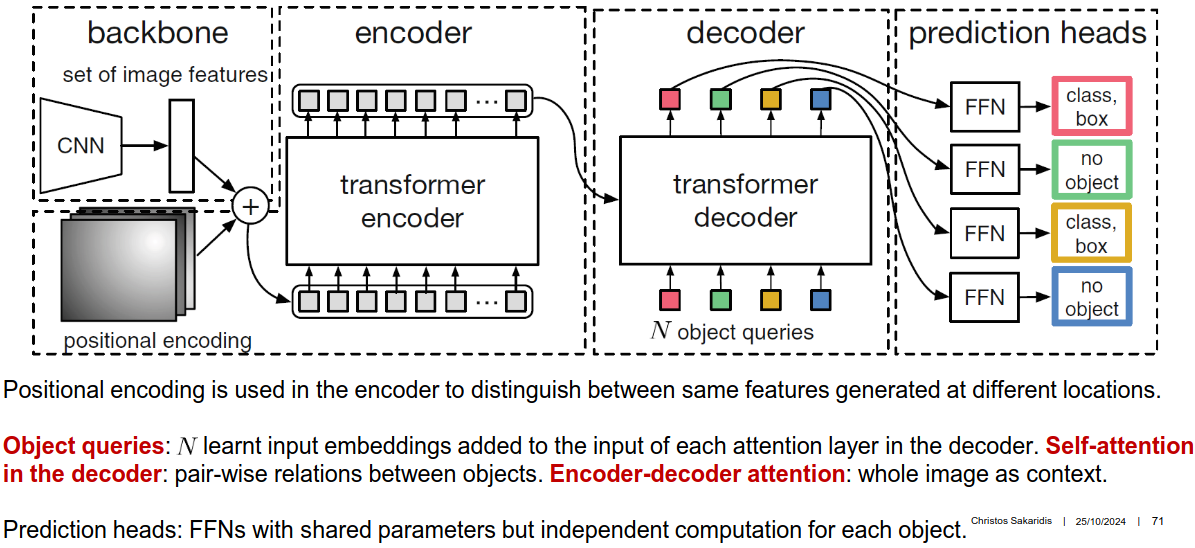 backbone
encoder
decoder
prediction heads
set of image features
CNN
+
positional encoding
...
transformer
encoder
...
transformer
decoder
N object queries
FFN
class,
box
FFN
no
object
FFN
class,
box
FFN
no
object
Positional encoding is used in the encoder to distinguish between same features generated at different locations.
Object queries: N learnt input embeddings added to the input of each attention layer in the decoder. Self-attention
in the decoder: pair-wise relations between objects. Encoder-decoder attention: whole image as context.
Prediction heads: FFNs with shared parameters but independent computation for each object.
Christos Sakaridis | 25/10/2024 | 71